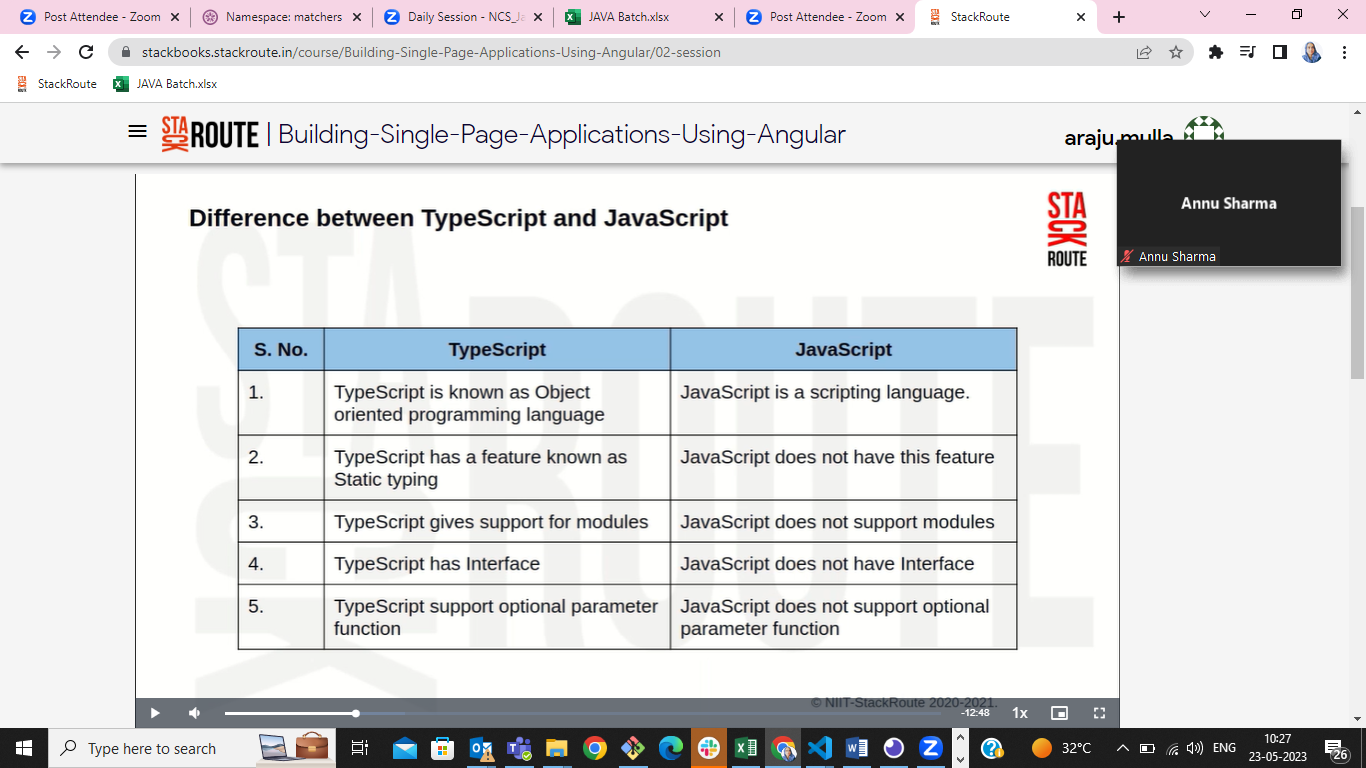 Post Attendee - Zoom
Namespace: matchers
Daily Session - NCS_Ja
JAVA Batch.xlsx
Post Attendee - Zoom
StackRoute
stackbooks.stackroute.in/course/Building-Single-Page-Applications-Using-Angular/02-session
StackRoute
JAVA Batch.xlsx
STACK ROUTE | Building-Single-Page-Applications-Using-Angular
araju.mulla
Annu Sharma
Annu Sharma
Difference between TypeScript and JavaScript
STACK
ROUTE
S. No. TypeScript JavaScript
1. TypeScript is known as Object JavaScript is a scripting language.
oriented programming language
2. TypeScript has a feature known as JavaScript does not have this feature
Static typing
3. TypeScript gives support for modules JavaScript does not support modules
4. TypeScript has Interface JavaScript does not have Interface
5. TypeScript support optional parameter JavaScript does not support optional
function parameter function
© NIIT-StackRoute 2020-2021.
-12:48 1x
Type here to search
32°C
ENG
10:27
23-05-2023
26